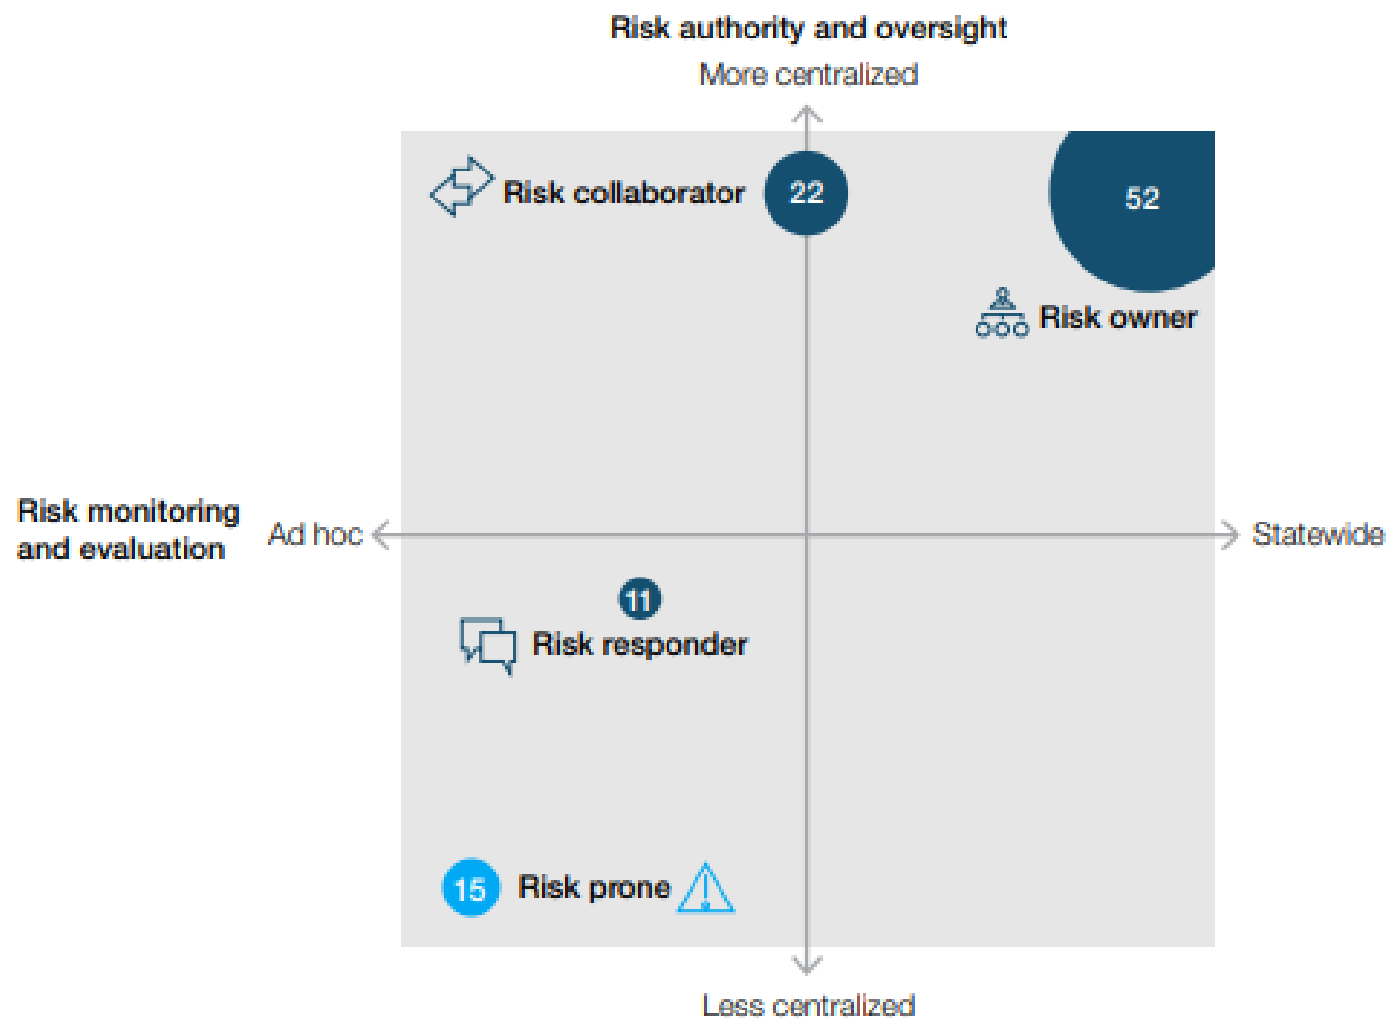 Risk authority and oversight
More centralized
Risk collaborator
22
52
Risk owner
Risk monitoring
and evaluation
Ad hoc
Statewide
11
Risk responder
15
Risk prone
Less centralized